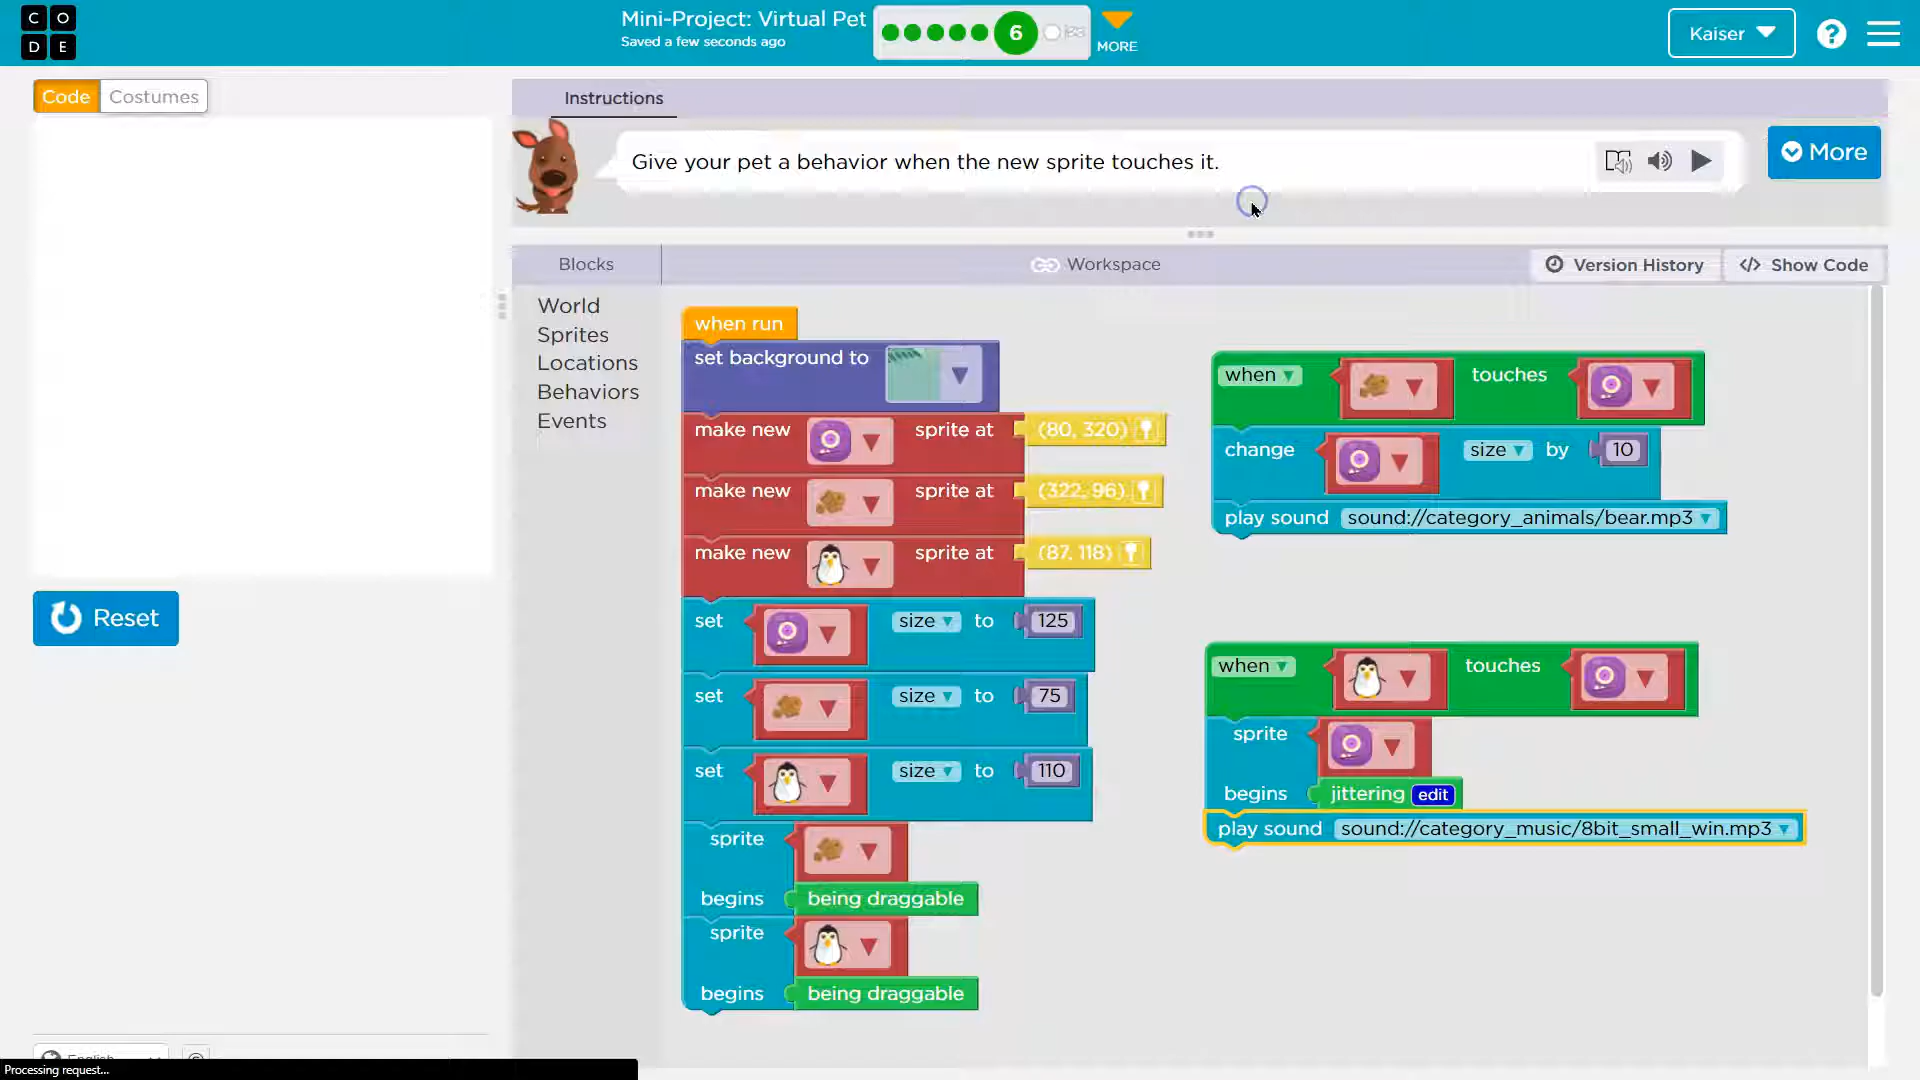 C O
D E
Mini-Project: Virtual Pet
Saved a few seconds ago
6
MORE
Kaiser
?
Code
Costumes
Instructions
Give your pet a behavior when the new sprite touches it.
More
Blocks
Workspace
Version History
</> Show Code
World
Sprites
Locations
Behaviors
Events
when run
set background to
make new sprite at (80, 320)
make new sprite at (322, 96)
make new sprite at (87, 118)
set size to 125
set size to 75
set size to 110
sprite
begins being draggable
sprite
begins being draggable
when touches
change size by 10
play sound sound://category_animals/bear.mp3
when touches
sprite
begins jittering edit
play sound sound://category_music/8bit_small_win.mp3
Reset
English
Processing request...